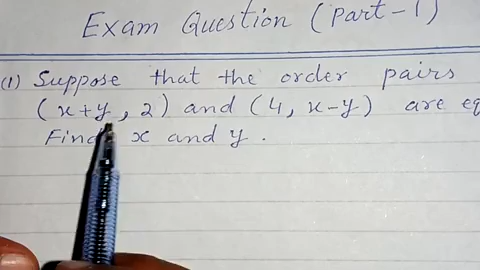 Exam Question (Part-1)
(1) Suppose that the order pairs
(x+y, 2) and (4, x-y) are eq
Find x and y.